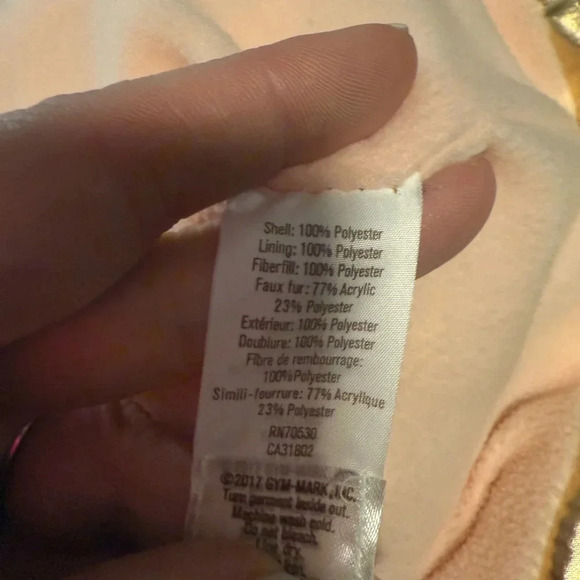 Shell: 100% Polyester
Lining: 100% Polyester
Fiberfill: 100% Polyester
Faux fur: 77% Acrylic
23% Polyester
Extérieur: 100% Polyester
Doublure: 100% Polyester
Fibre de rembourrage:
100%Polyester
Simili-fourrure: 77% Acrylique
23% Polyester
RN70530
CA31802
©2017 GYM-MARK, INC.
Turn garment inside out.
Machine wash cold.
Do not bleach.
dry.